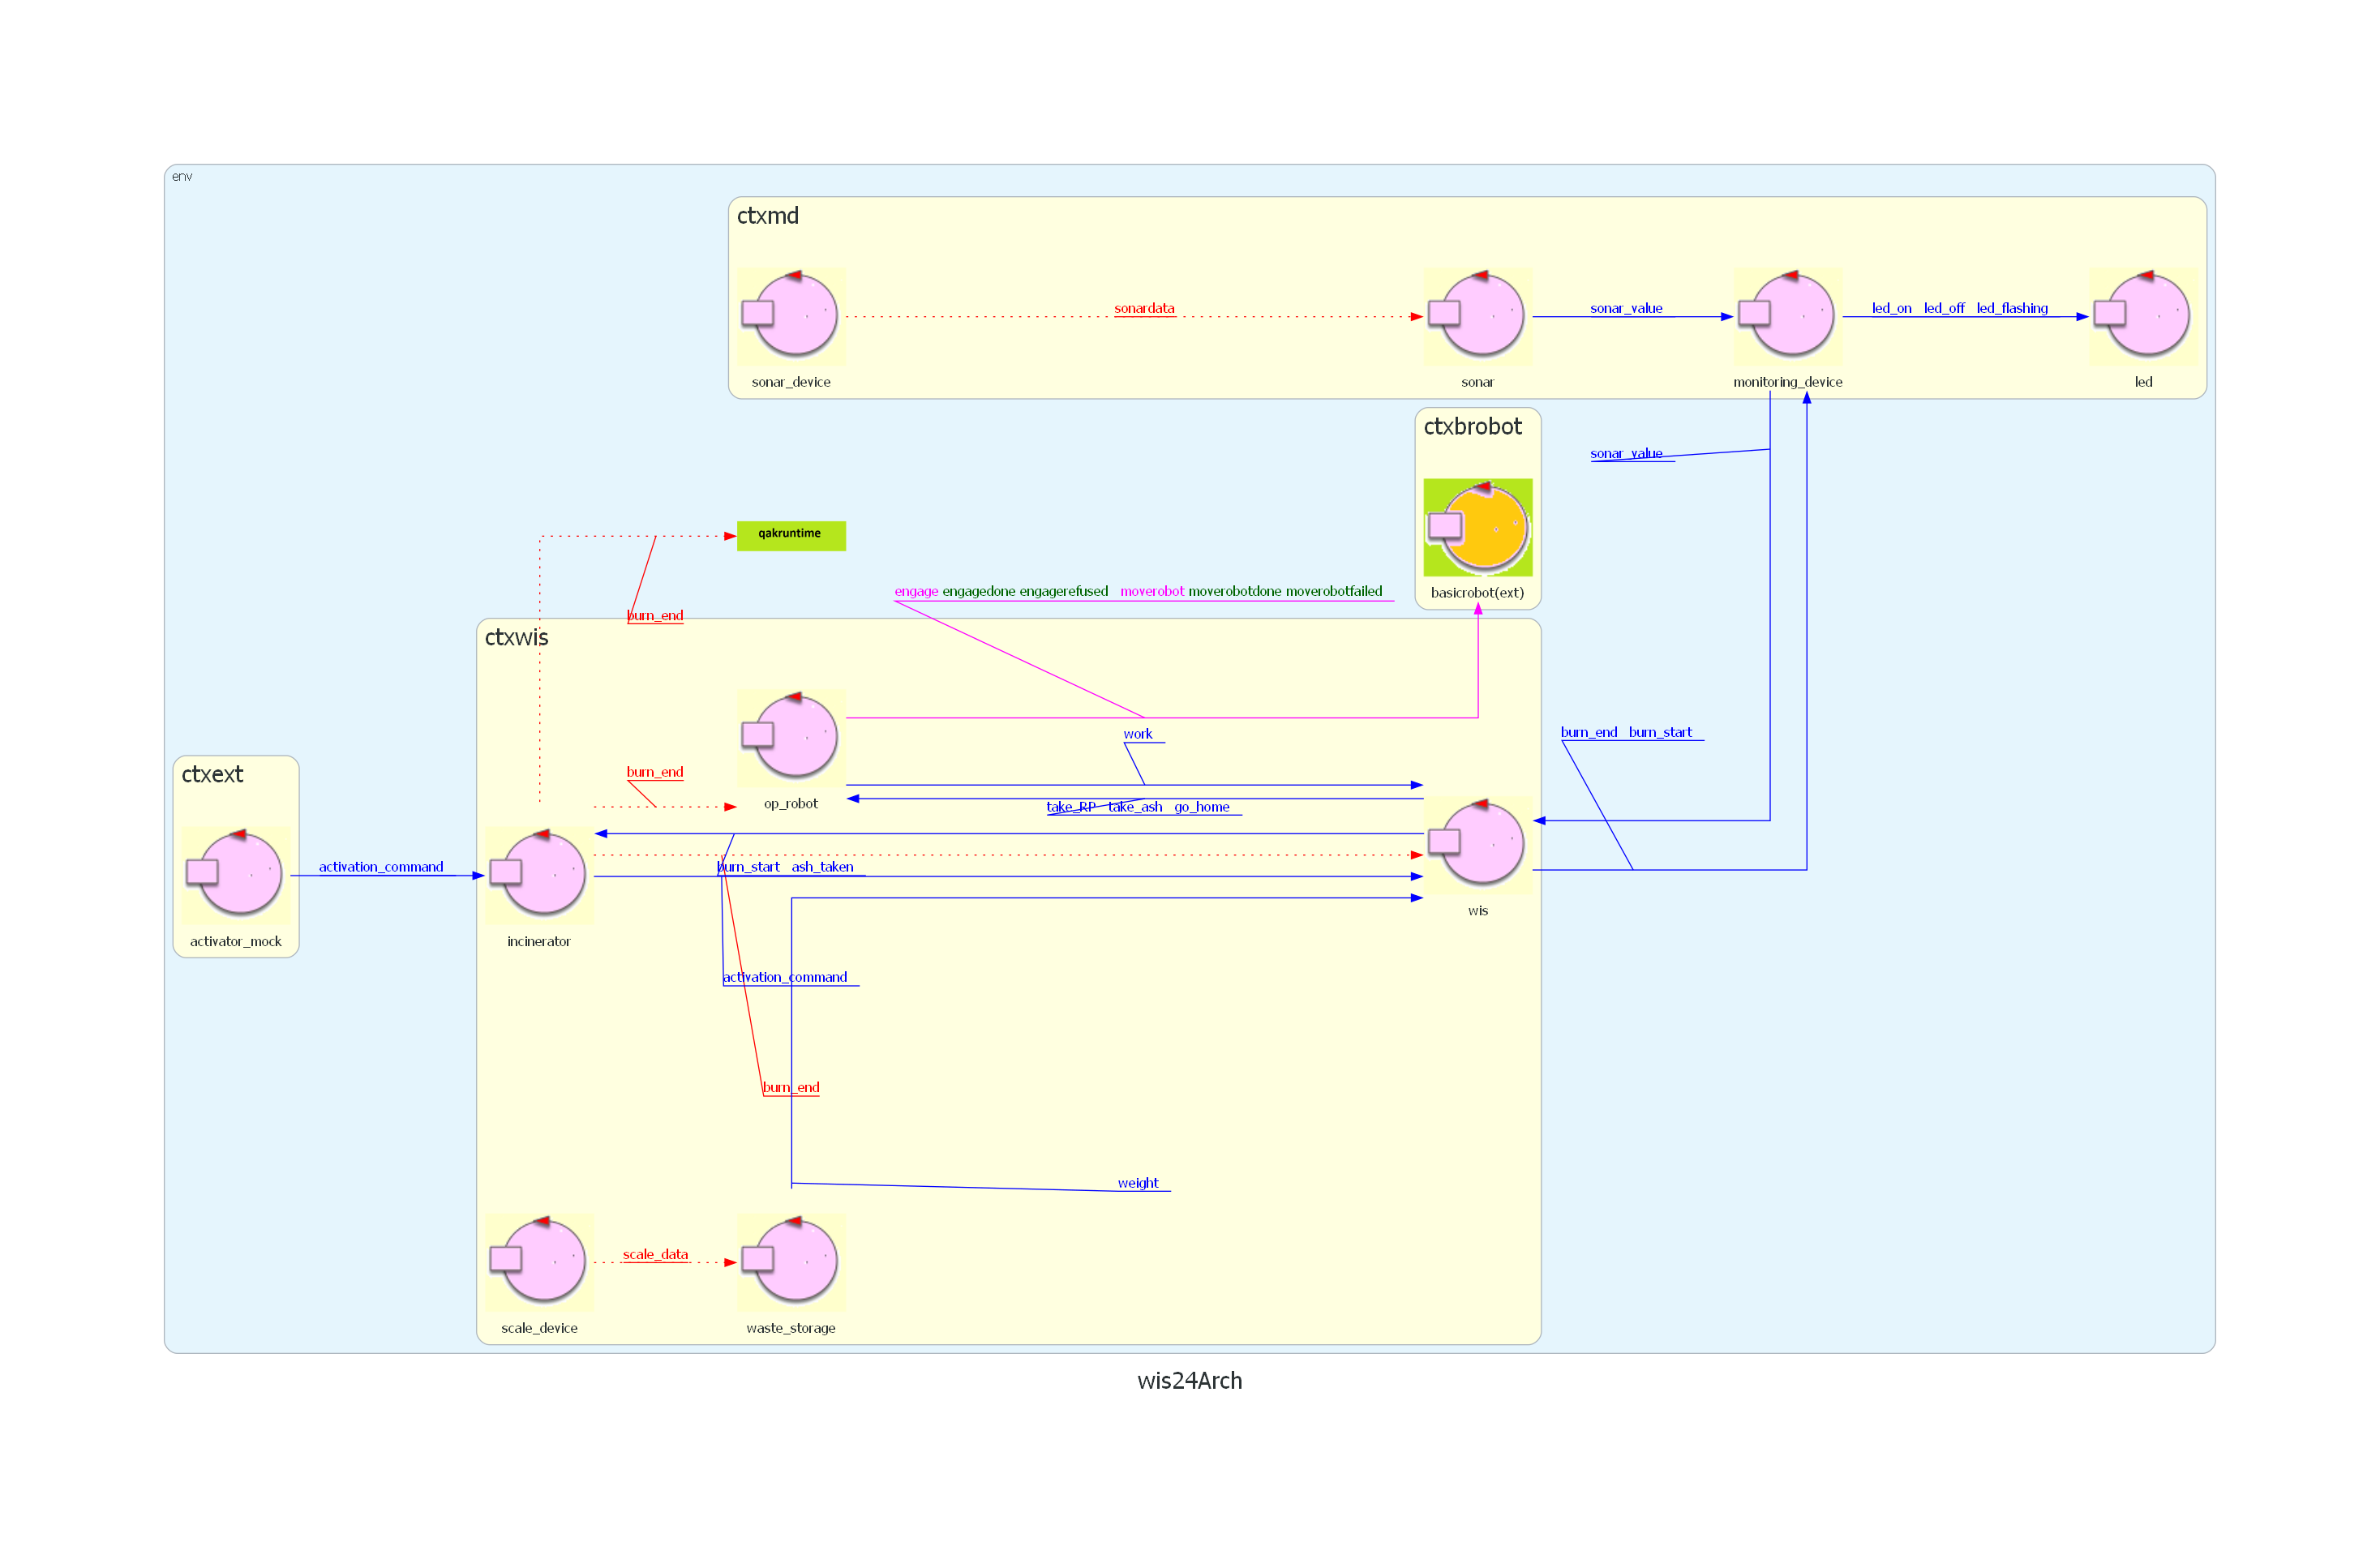 env
ctxmd
sonardata
sonar_value
led_on led_off led_flashing
sonar_device
sonar
monitoring_device
led
ctxbrobot
sonar_value
qakruntime
engage engagedone engagerefused moverobot moverobotdone moverobotfailed
basicrobot(ext)
burn_end
ctxwis
work
burn_end burn_start
ctxext
burn_end
op_robot
take_RP take_ash go_home
activation_command
burn_start ash_taken
wis
activator_mock
incinerator
activation_command
burn_end
weight
scale_data
scale_device
waste_storage
wis24Arch